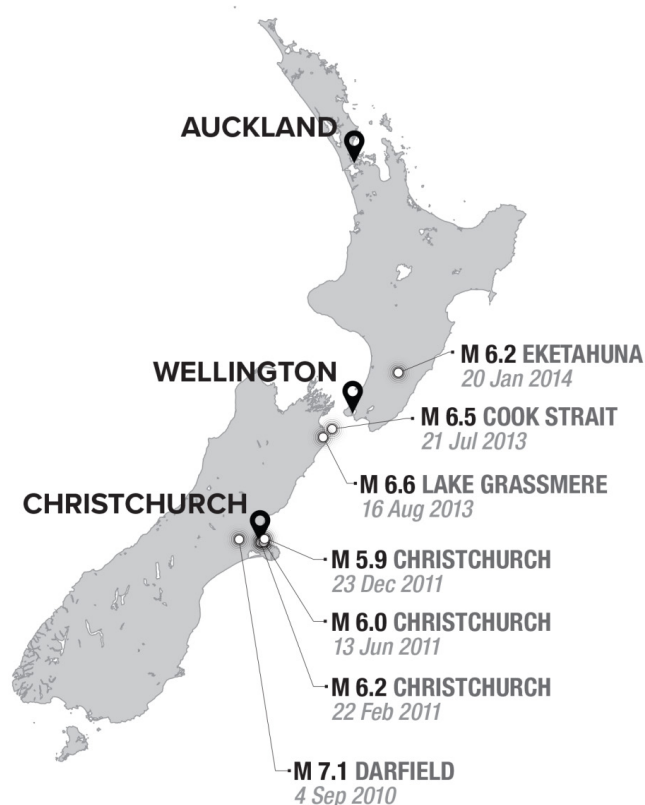 AUCKLAND
M 6.2 EKETAHUNA
20 Jan 2014
WELLINGTON
M 6.5 COOK STRAIT
21 Jul 2013
M 6.6 LAKE GRASSMERE
16 Aug 2013
CHRISTCHURCH
M 5.9 CHRISTCHURCH
23 Dec 2011
M 6.0 CHRISTCHURCH
13 Jun 2011
M 6.2 CHRISTCHURCH
22 Feb 2011
M 7.1 DARFIELD
4 Sep 2010